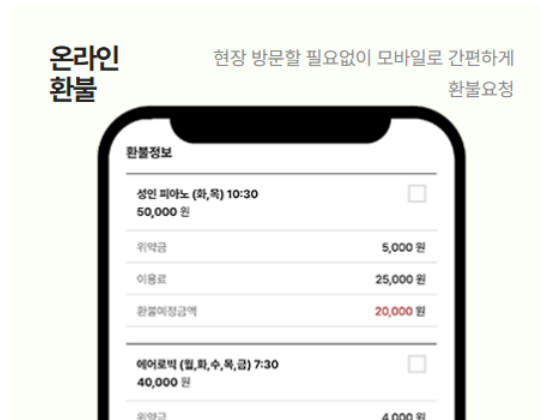 온라인
환불
현장 방문할 필요없이 모바일로 간편하게
환불요청
환불정보
성인 피아노 (화,목) 10:30
50,000 원
위약금 5,000 원
이용료 25,000 원
환불예정금액 20,000 원
에어로빅 (월,화,수,목,금) 7:30
40,000 원
위약금 4,000 원